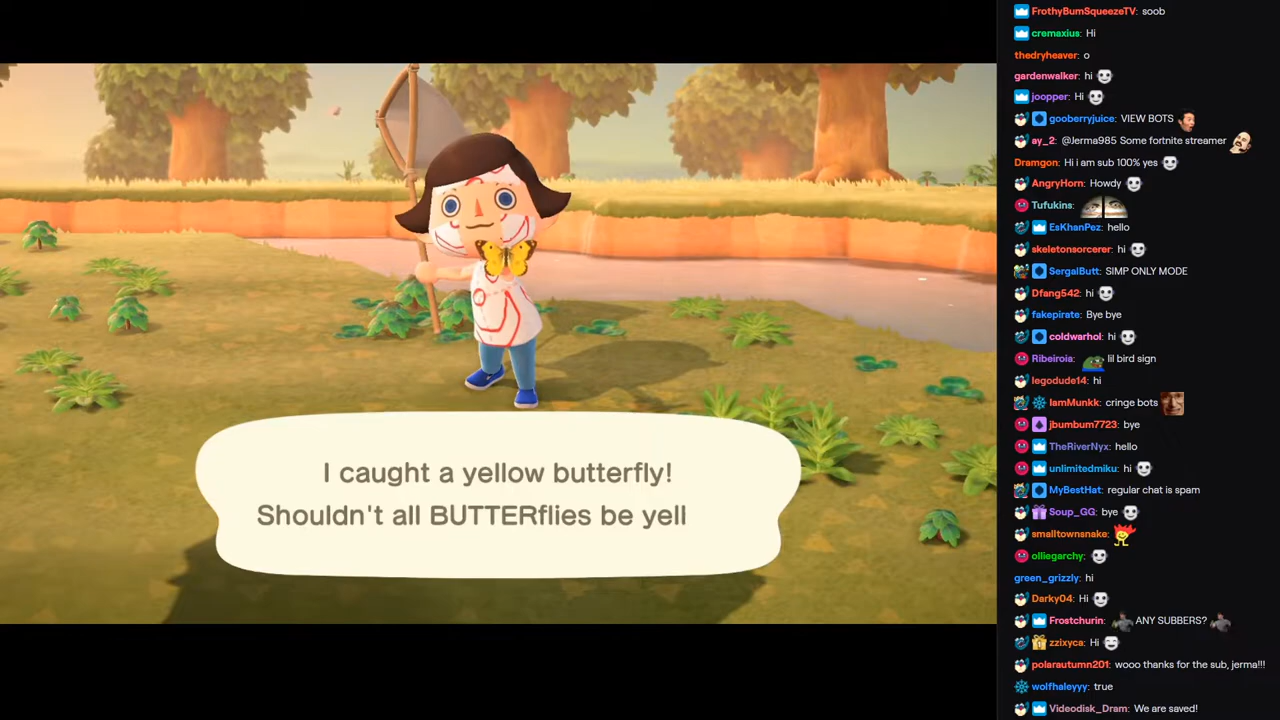 I caught a yellow butterfly!
Shouldn't all BUTTERflies be yell
FrothyBumSqueezeTV: soob
cremaxius: Hi
thedryheaver: o
gardenwalker: hi
joopper: Hi
gooberryjuice: VIEW BOTS
ay_2: @Jerma985 Some fortnite streamer
Dramgon: Hi i am sub 100% yes
AngryHorn: Howdy
Tufukins:
EsKhanPez: hello
skeletonsorcerer: hi
SergalButt: SIMP ONLY MODE
Dfang542: hi
fakepirate: Bye bye
coldwarhol: hi
Ribeiroia: lil bird sign
legodude14: hi
IamMunkk: cringe bots
jbumbum7723: bye
TheRiverNyx: hello
unlimitedmiku: hi
MyBestHat: regular chat is spam
Soup_GG: bye
smalltownsnake:
olliegarchy:
green_grizzly: hi
Darky04: Hi
Frostchurin: ANY SUBBERS?
zzixyca: Hi
polarautumn201: wooo thanks for the sub, jerma!!!
wolfhaleyyy: true
Videodisk_Dram: We are saved!